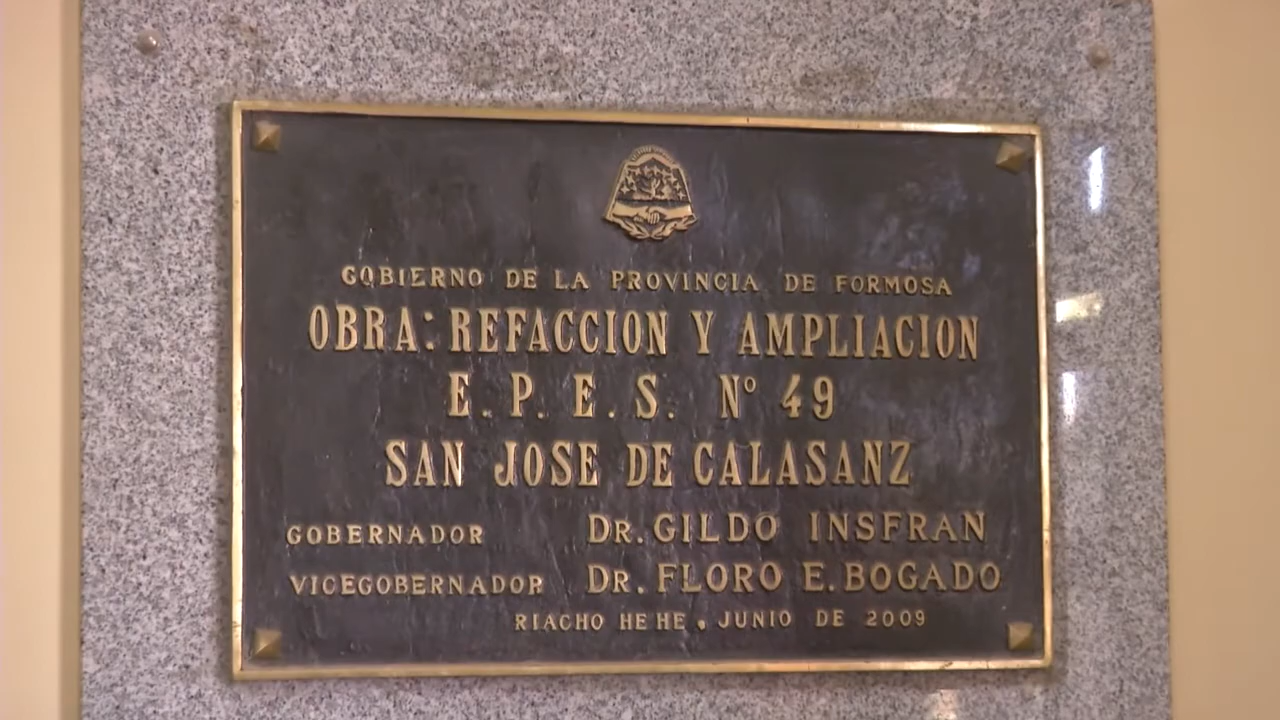 GOBIERNO DE LA PROVINCIA DE FORMOSA
OBRA: REFACCION Y AMPLIACION
E. P. E. S. Nº 49
SAN JOSE DE CALASANZ
GOBERNADOR DR. GILDO INSFRAN
VICEGOBERNADOR DR. FLORO E. BOGADO
RIACHO HE HE, JUNIO DE 2009